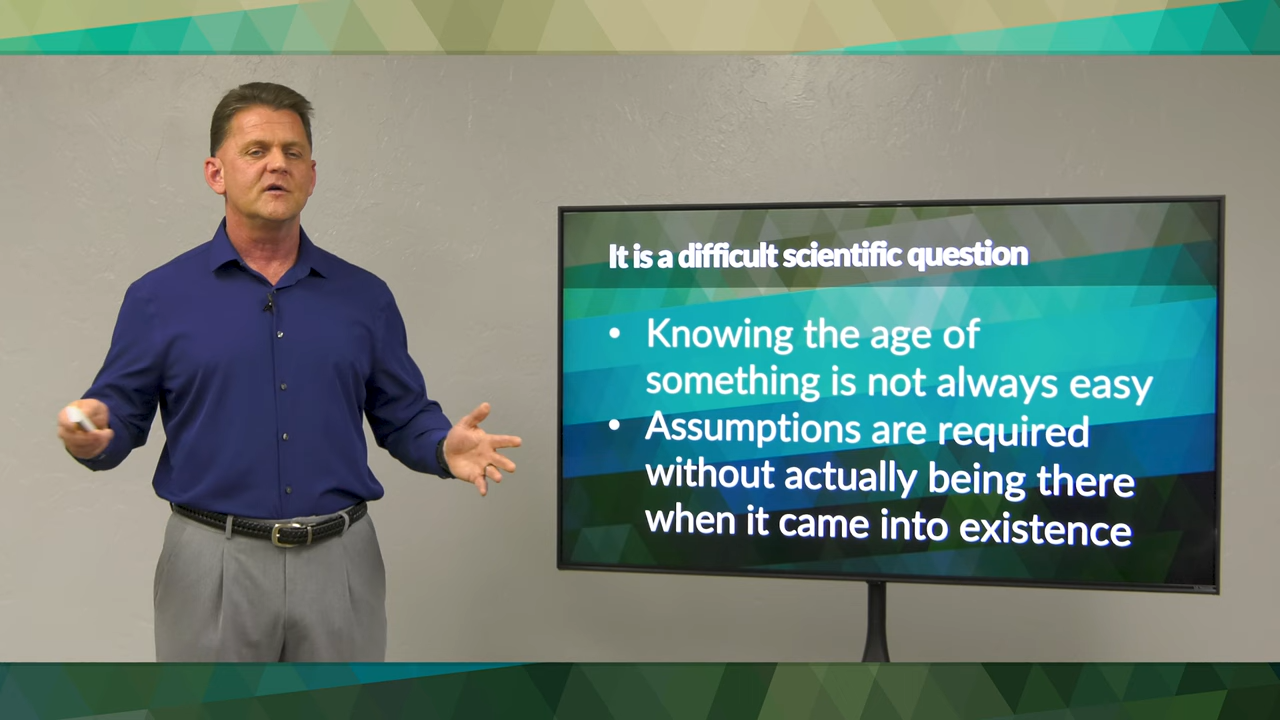 It is a difficult scientific question
• Knowing the age of
something is not always easy
• Assumptions are required
without actually being there
when it came into existence